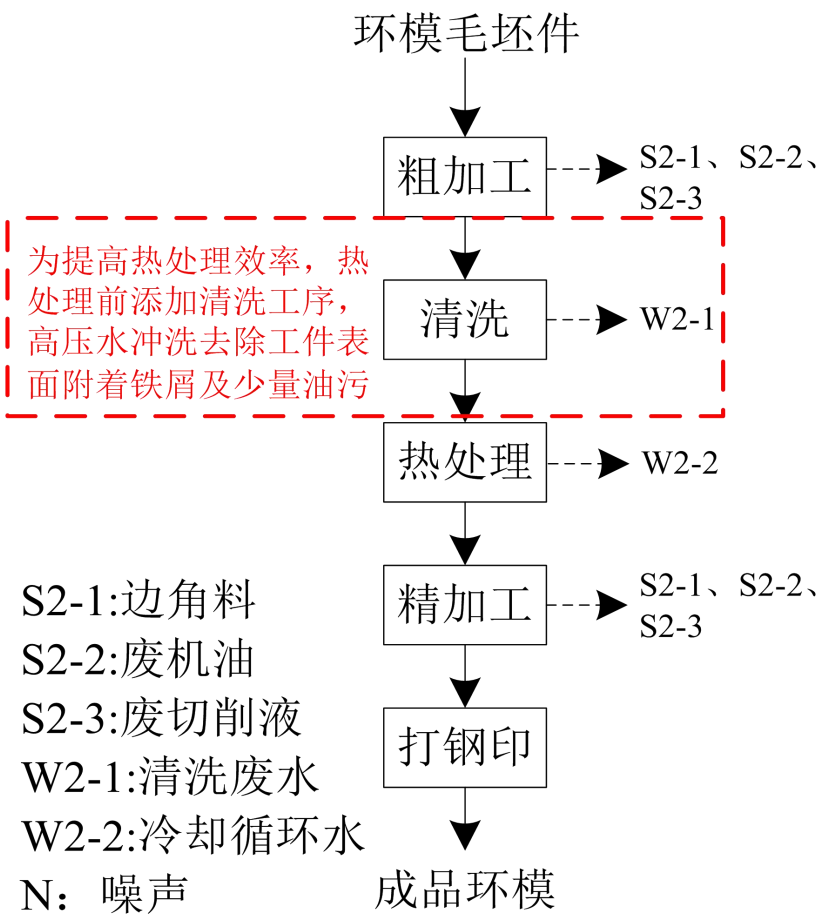 环模毛坯件
粗加工
S2-1、S2-2、
S2-3
为提高热处理效率，热
处理前添加清洗工序，
高压水冲洗去除工件表
面附着铁屑及少量油污
清洗
W2-1
热处理
W2-2
精加工
S2-1、S2-2、
S2-3
打钢印
成品环模
S2-1:边角料
S2-2:废机油
S2-3:废切削液
W2-1:清洗废水
W2-2:冷却循环水
N：噪声